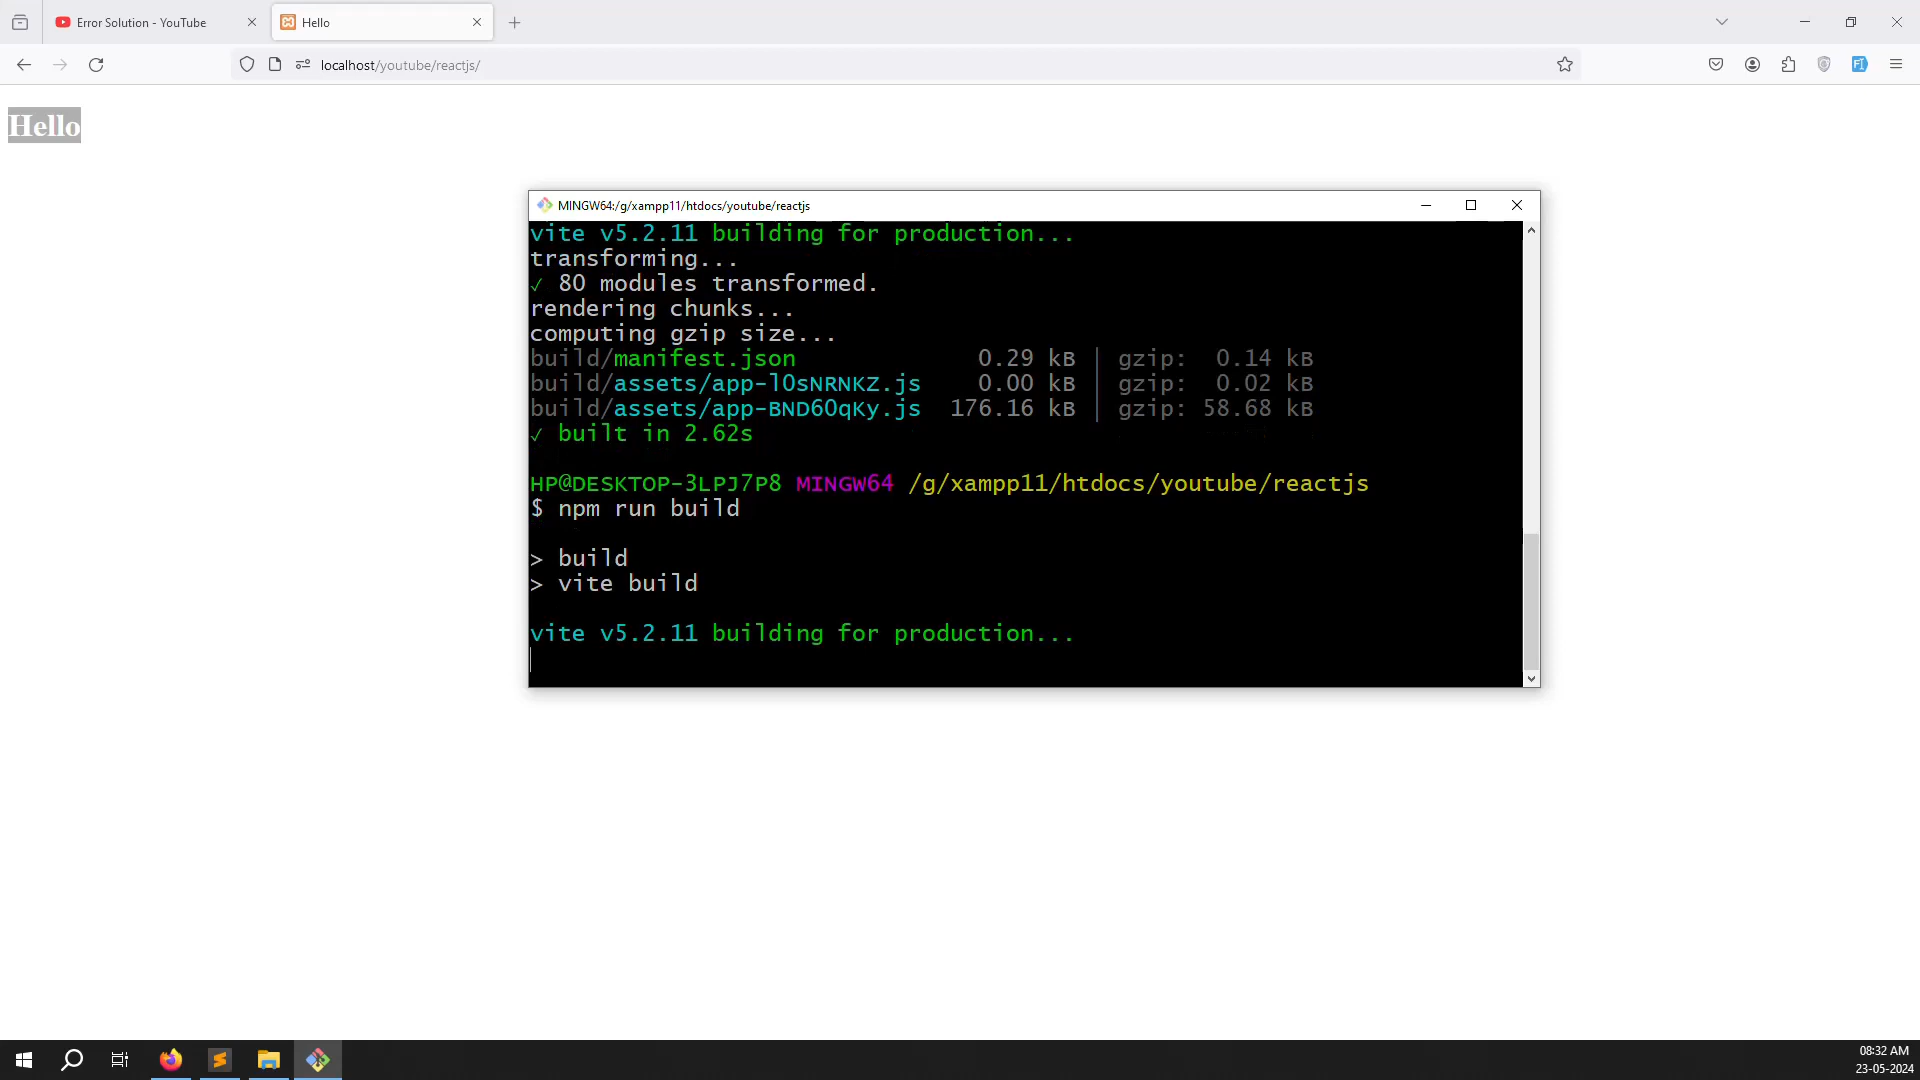 Error Solution - YouTube
Hello
localhost/youtube/reactjs/
Hello
MINGW64:/g/xampp11/htdocs/youtube/reactjs
vite v5.2.11 building for production...
transforming...
✓ 80 modules transformed.
rendering chunks...
computing gzip size...
build/manifest.json 0.29 kB │ gzip: 0.14 kB
build/assets/app-l0sNRNKZ.js 0.00 kB │ gzip: 0.02 kB
build/assets/app-BND6OqKy.js 176.16 kB │ gzip: 58.68 kB
✓ built in 2.62s
HP@DESKTOP-3LPJ7P8 MINGW64 /g/xampp11/htdocs/youtube/reactjs
$ npm run build
> build
> vite build
vite v5.2.11 building for production...
08:32 AM
23-05-2024